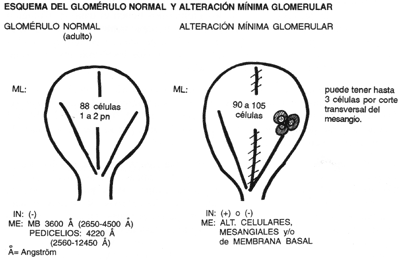 ESQUEMA DEL GLOMÉRULO NORMAL Y ALTERACIÓN MÍNIMA GLOMERULAR
GLOMÉRULO NORMAL
(adulto)
ML:
88 células
1 a 2 pn
IN: (-)
ME: MB 3600 Å (2650-4500 Å)
PEDICELIOS: 4220 Å
(2560-12450 Å)
Å= Angström
ALTERACIÓN MÍNIMA GLOMERULAR
ML:
90 a 105
células
puede tener hasta
3 células por corte
transversal del
mesangio.
IN: (+) o (-)
ME: ALT. CELULARES,
MESANGIALES y/o
de MEMBRANA BASAL